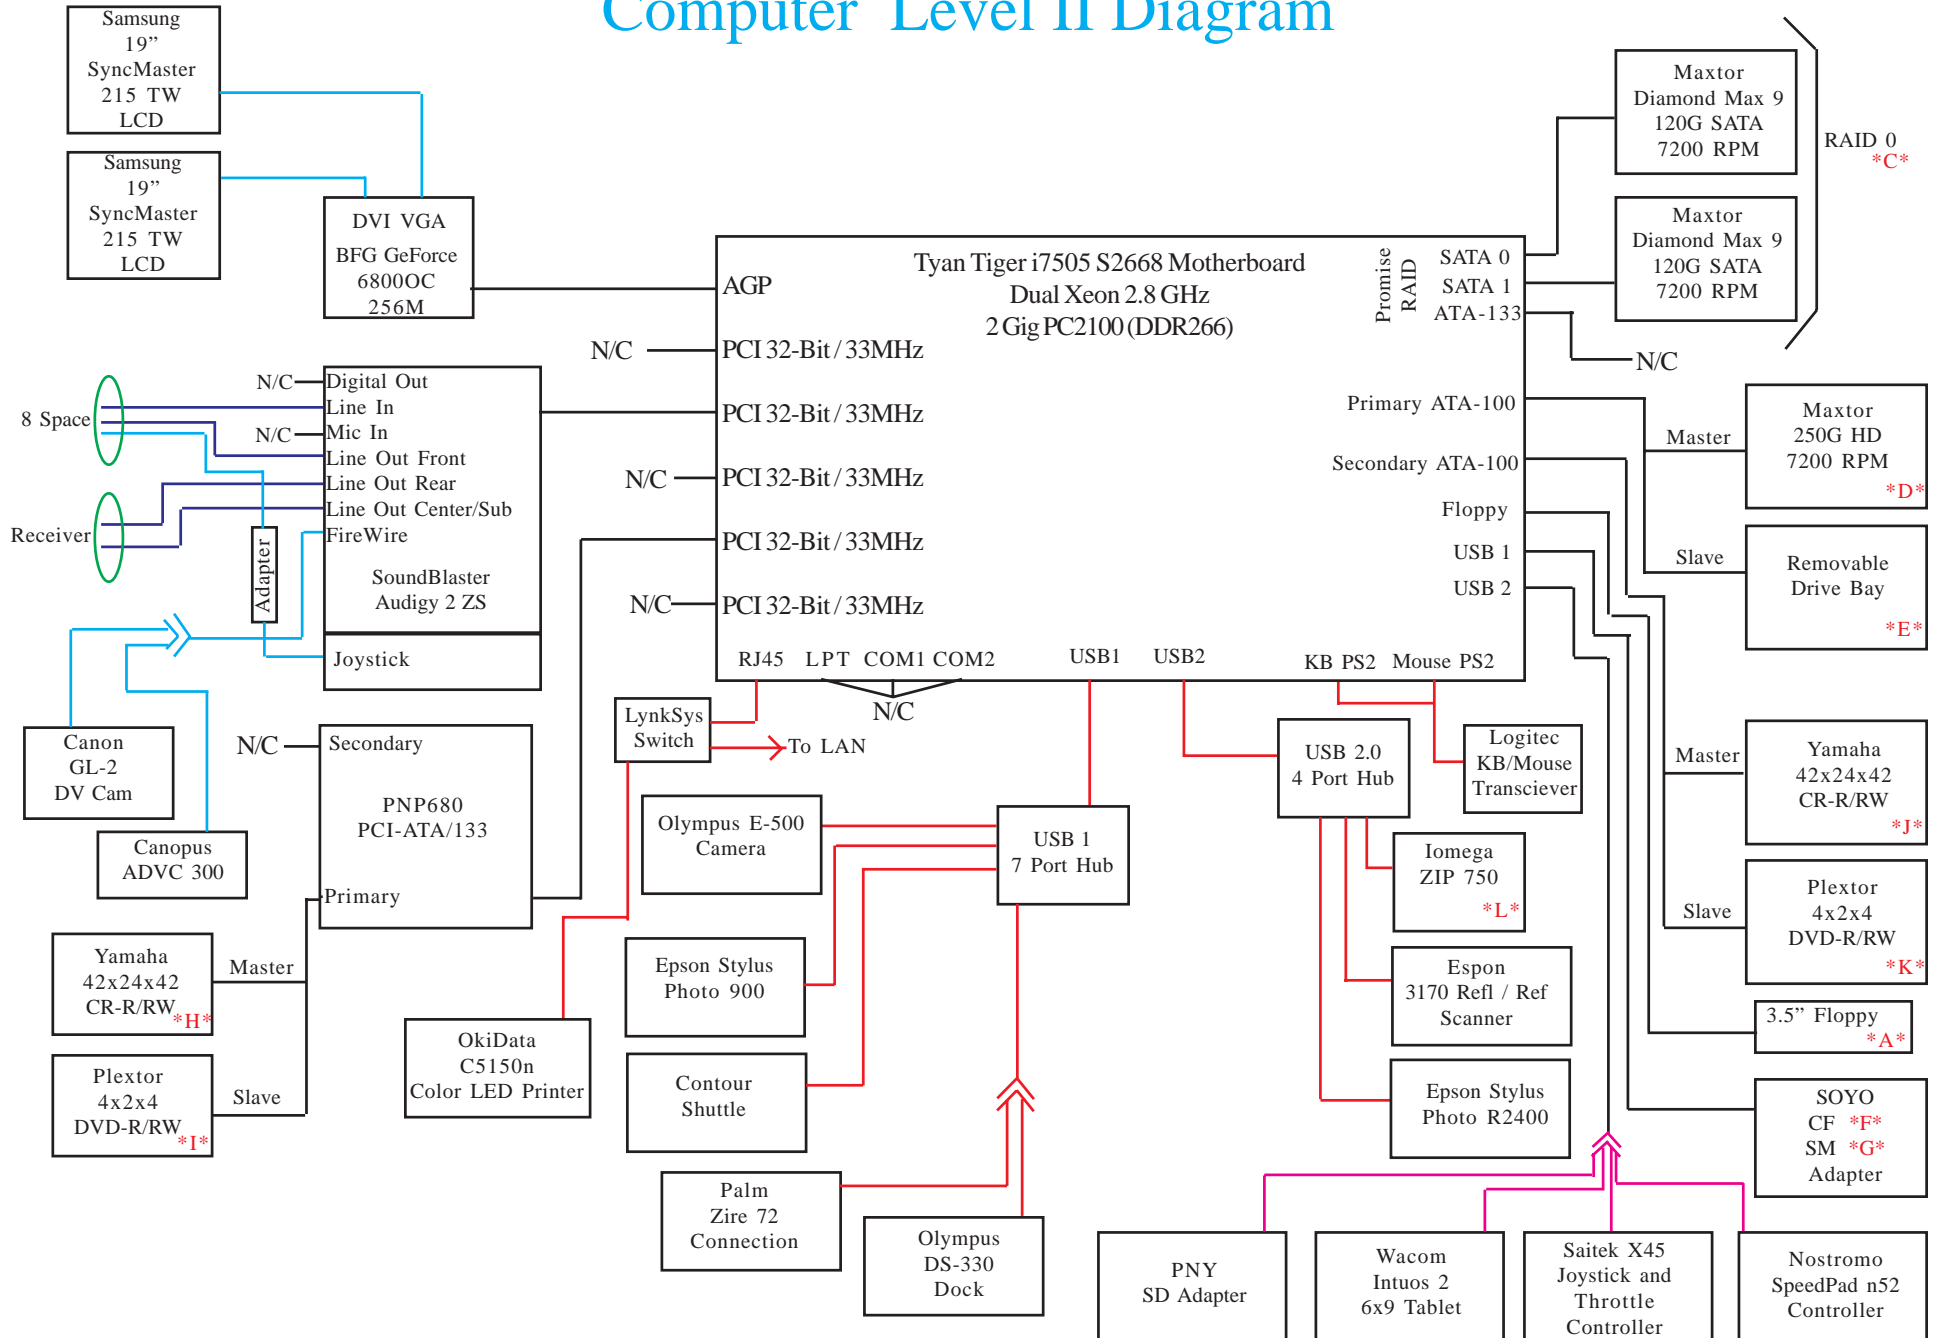 Computer Level II Diagram
Samsung
19”
SyncMaster
215 TW
LCD
Samsung
19”
SyncMaster
215 TW
LCD
DVI VGA
BFG GeForce
6800OC
256M
Maxtor
Diamond Max 9
120G SATA
7200 RPM
Maxtor
Diamond Max 9
120G SATA
7200 RPM
RAID 0
*C*
Tyan Tiger i7505 S2668 Motherboard
Dual Xeon 2.8 GHz
2 Gig PC2100 (DDR266)
Promise
RAID
SATA 0
SATA 1
ATA-133
N/C
AGP
N/C
PCI 32-Bit / 33MHz
PCI 32-Bit / 33MHz
N/C
PCI 32-Bit / 33MHz
PCI 32-Bit / 33MHz
N/C
PCI 32-Bit / 33MHz
Primary ATA-100
Secondary ATA-100
Floppy
USB 1
USB 2
RJ45
LPT
COM1
COM2
N/C
USB1
USB2
KB PS2
Mouse PS2
8 Space
Receiver
N/C
Digital Out
Line In
N/C
Mic In
Line Out Front
Line Out Rear
Line Out Center/Sub
FireWire
SoundBlaster
Audigy 2 ZS
Joystick
Adapter
Canon
GL-2
DV Cam
Canopus
ADVC 300
N/C
Secondary
PNP680
PCI-ATA/133
Primary
Master
Yamaha
42x24x42
CR-R/RW
*H*
Slave
Plextor
4x2x4
DVD-R/RW
*I*
LynkSys
Switch
To LAN
OkiData
C5150n
Color LED Printer
Olympus E-500
Camera
Epson Stylus
Photo 900
Contour
Shuttle
Palm
Zire 72
Connection
Olympus
DS-330
Dock
USB 1
7 Port Hub
USB 2.0
4 Port Hub
Logitec
KB/Mouse
Transciever
Iomega
ZIP 750
*L*
Espon
3170 Refl / Ref
Scanner
Epson Stylus
Photo R2400
Master
Maxtor
250G HD
7200 RPM
*D*
Slave
Removable
Drive Bay
*E*
Master
Yamaha
42x24x42
CR-R/RW
*J*
Slave
Plextor
4x2x4
DVD-R/RW
*K*
3.5” Floppy
*A*
SOYO
CF *F*
SM *G*
Adapter
PNY
SD Adapter
Wacom
Intuos 2
6x9 Tablet
Saitek X45
Joystick and
Throttle
Controller
Nostromo
SpeedPad n52
Controller